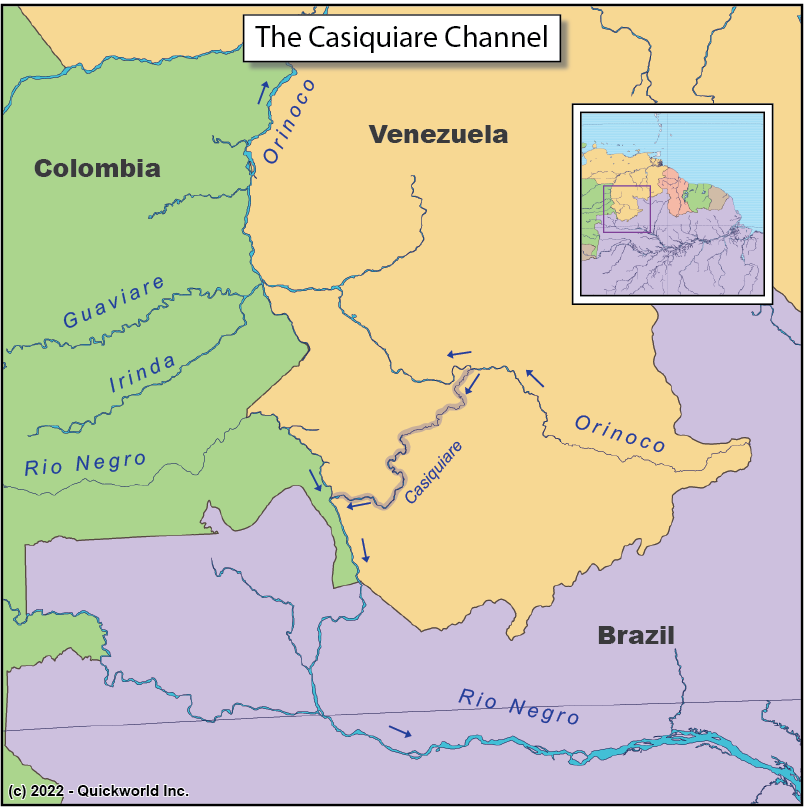 The Casiquiare Channel
Orinoco
Venezuela
Colombia
Guaviare
Irinda
Rio Negro
Orinoco
Casiquiare
Brazil
Rio Negro
(c) 2022 - Quickworld Inc.